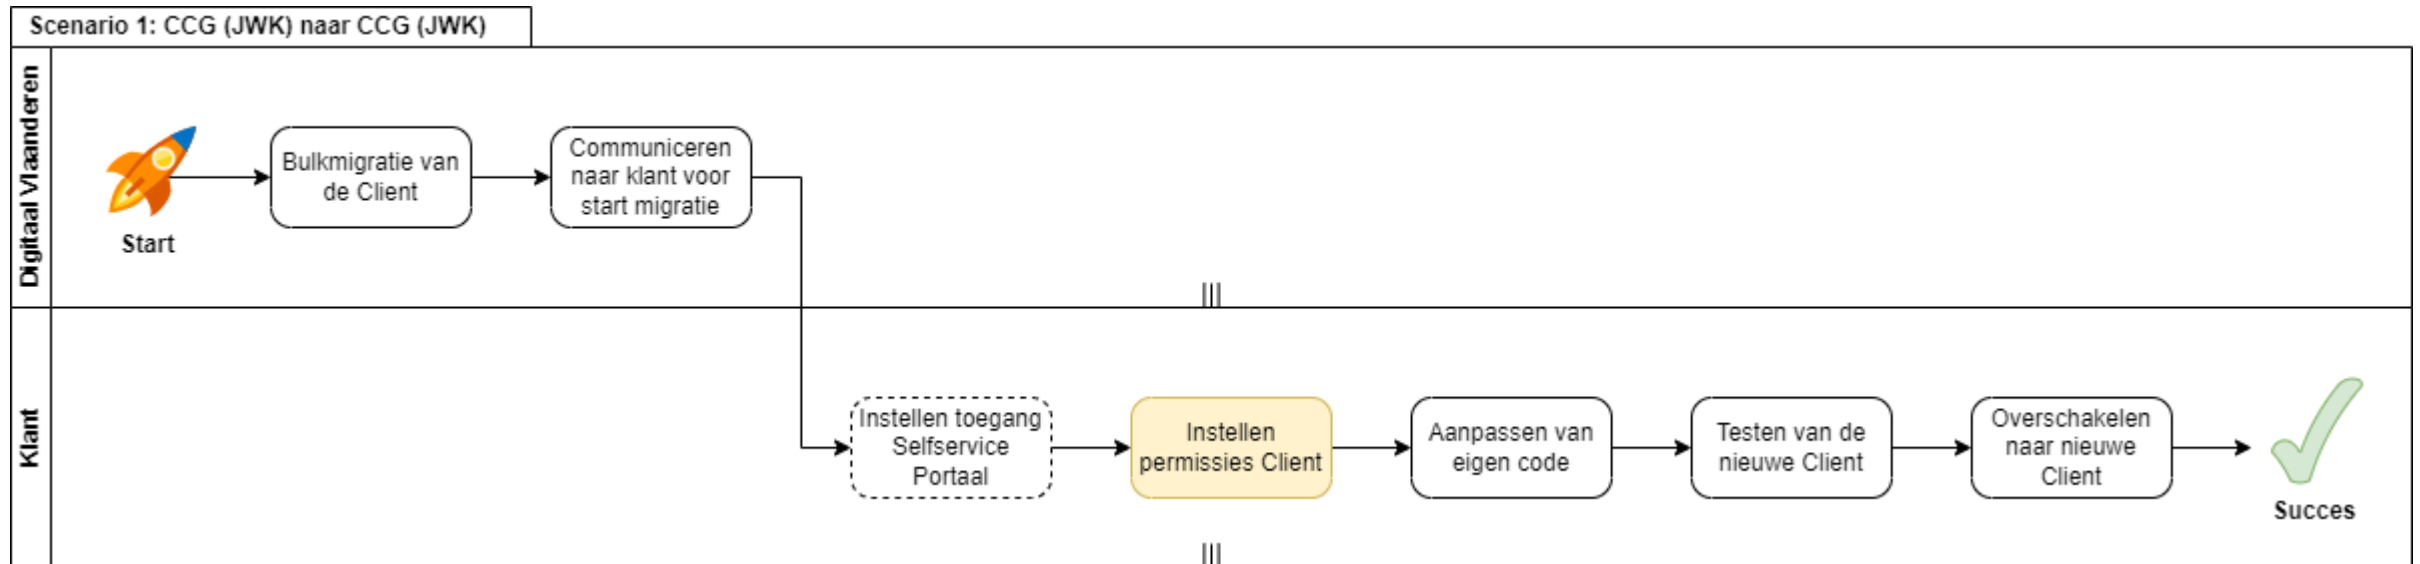 Scenario 1: CCG (JWK) naar CCG (JWK)
Digitaal Vlaanderen
Start
Bulkmigratie van
de Client
Communiceren
naar klant voor
start migratie
Klant
Instellen toegang
Selfservice
Portaal
Instellen
permissies Client
Aanpassen van
eigen code
Testen van de
nieuwe Client
Overschakelen
naar nieuwe
Client
Succes